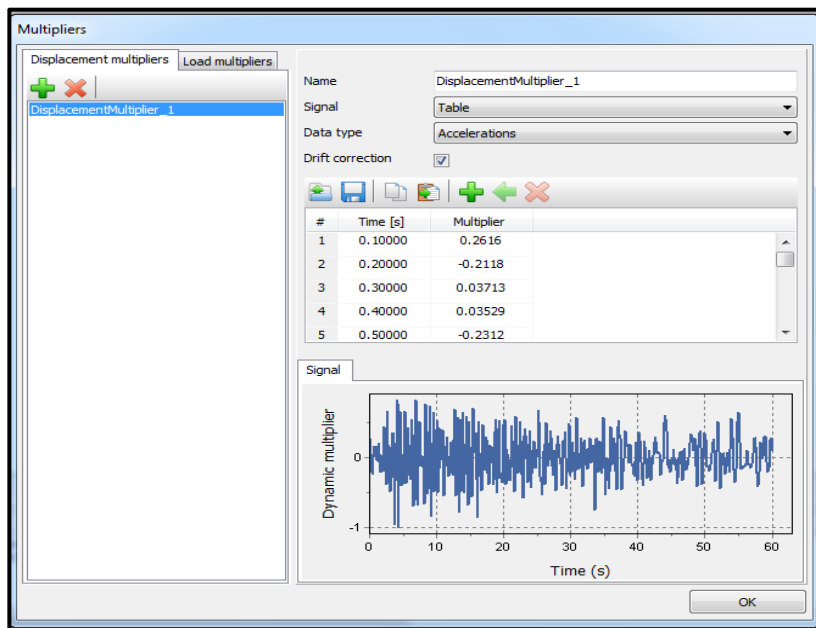 Multipliers
Displacement multipliers
Load multipliers
DisplacementMultiplier_1
Name
DisplacementMultiplier_1
Signal
Table
Data type
Accelerations
Drift correction
# Time [s] Multiplier
1 0.10000 0.2616
2 0.20000 -0.2118
3 0.30000 0.03713
4 0.40000 0.03529
5 0.50000 -0.2312
Signal
Dynamic multiplier
0
-1
0 10 20 30 40 50 60
Time (s)
OK